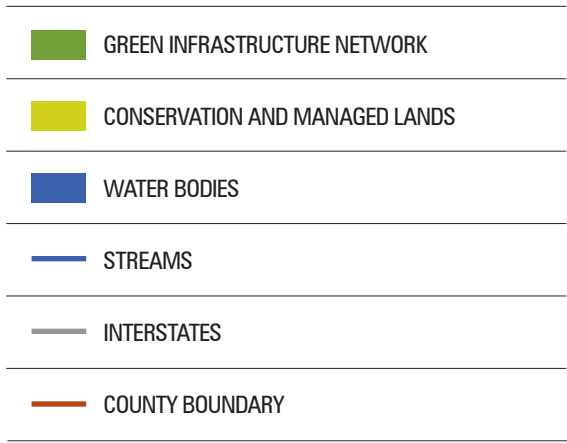 GREEN INFRASTRUCTURE NETWORK
CONSERVATION AND MANAGED LANDS
WATER BODIES
STREAMS
INTERSTATES
COUNTY BOUNDARY